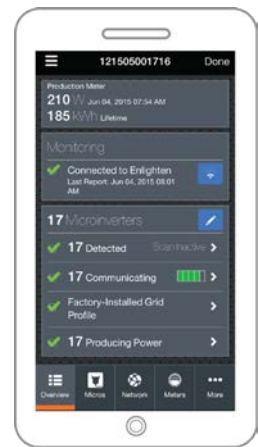 121505001716 Done
Production Meter
210 W Jun 04, 2015 07:54 AM
185 kWh Lifetime
Monitoring
Connected to Enlighten
Last Report: Jun 04, 2015 08:01
AM
17 Microinverters
17 Detected Scan Inactive
17 Communicating
Factory-Installed Grid
Profile
17 Producing Power
Overview Micros Network Meters More